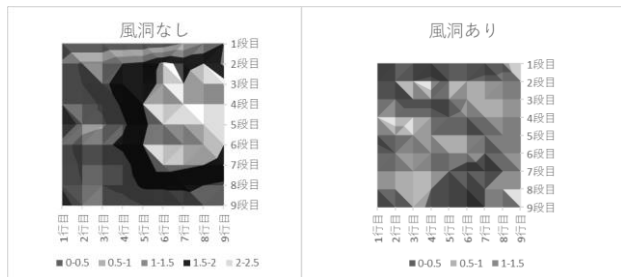 風洞なし
1段目
2段目
3段目
4段目
5段目
6段目
7段目
8段目
9段目
1行目
2行目
3行目
4行目
5行目
6行目
7行目
8行目
9行目
0-0.5 0.5-1 1-1.5 1.5-2 2-2.5
風洞あり
1段目
2段目
3段目
4段目
5段目
6段目
7段目
8段目
9段目
1行目
2行目
3行目
4行目
5行目
6行目
7行目
8行目
9行目
0-0.5 0.5-1 1-1.5